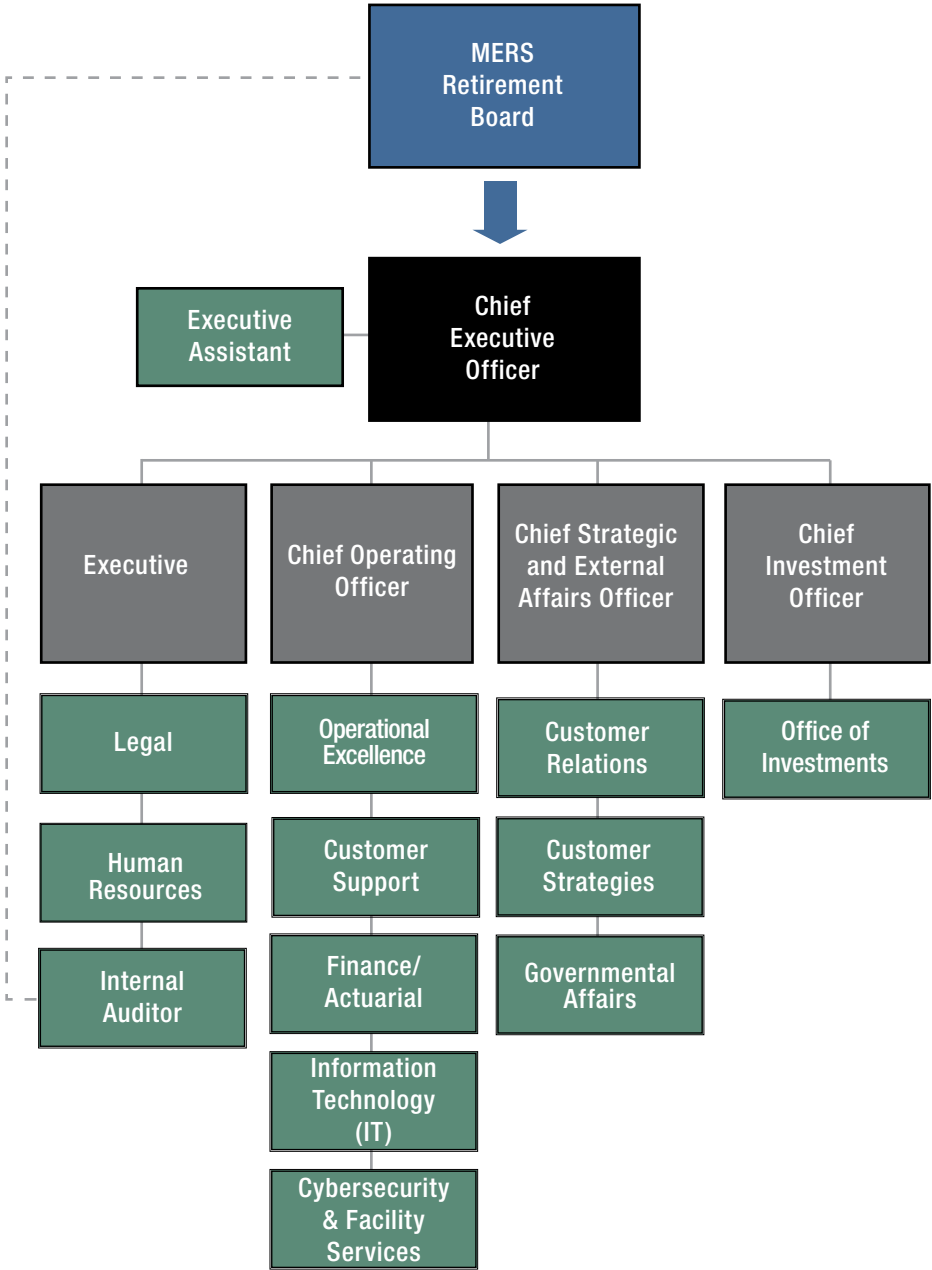 MERS
Retirement
Board
Executive
Assistant
Chief
Executive
Officer
Executive
Chief Operating
Officer
Chief Strategic
and External
Affairs Officer
Chief
Investment
Officer
Legal
Human
Resources
Internal
Auditor
Operational
Excellence
Customer
Support
Finance/
Actuarial
Information
Technology
(IT)
Cybersecurity
& Facility
Services
Customer
Relations
Customer
Strategies
Governmental
Affairs
Office of
Investments